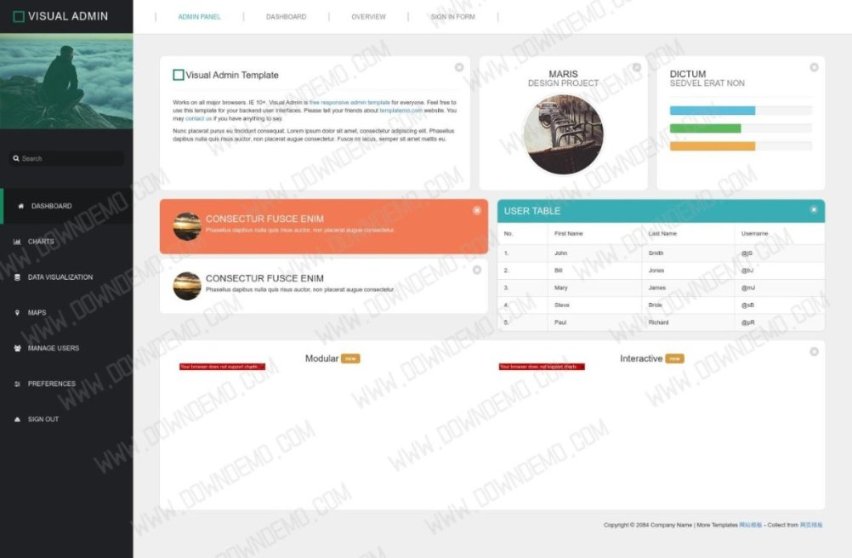 VISUAL ADMIN
ADMIN PANEL
DASHBOARD
OVERVIEW
SIGN IN FORM
Search
DASHBOARD
CHARTS
DATA VISUALIZATION
MAPS
MANAGE USERS
PREFERENCES
SIGN OUT
Visual Admin Template
Works on all major browsers. IE 10+. Visual Admin is free responsive admin template for everyone. Feel free to
use this template for your backend user interfaces. Please tell your friends about templatemo.com website. You
may contact us if you have anything to say.
Nunc placerat purus eu tincidunt consequat. Lorem ipsum dolor sit amet, consectetur adipiscing elit. Phasellus
dapibus nulla quis risus auctor, non placerat augue consectetur. Fusce mi lacus, semper sit amet mattis eu.
MARIS
DESIGN PROJECT
DICTUM
SEDVEL ERAT NON
CONSECTUR FUSCE ENIM
Phasellus dapibus nulla quis risus auctor, non placerat augue consectetur.
CONSECTUR FUSCE ENIM
Phasellus dapibus nulla quis risus auctor, non placerat augue consectetur.
USER TABLE
No. First Name Last Name Username
1. John Smith @jS
2. Bill Jones @bJ
3. Mary James @mJ
4. Steve Bride @sB
5. Paul Richard @pR
Modular new
Your browser does not support charts
Interactive new
Your browser does not support charts
Copyright © 2084 Company Name | More Templates 网站模板 - Collect from 网页模板
WWW.DOWNDEMO.COM